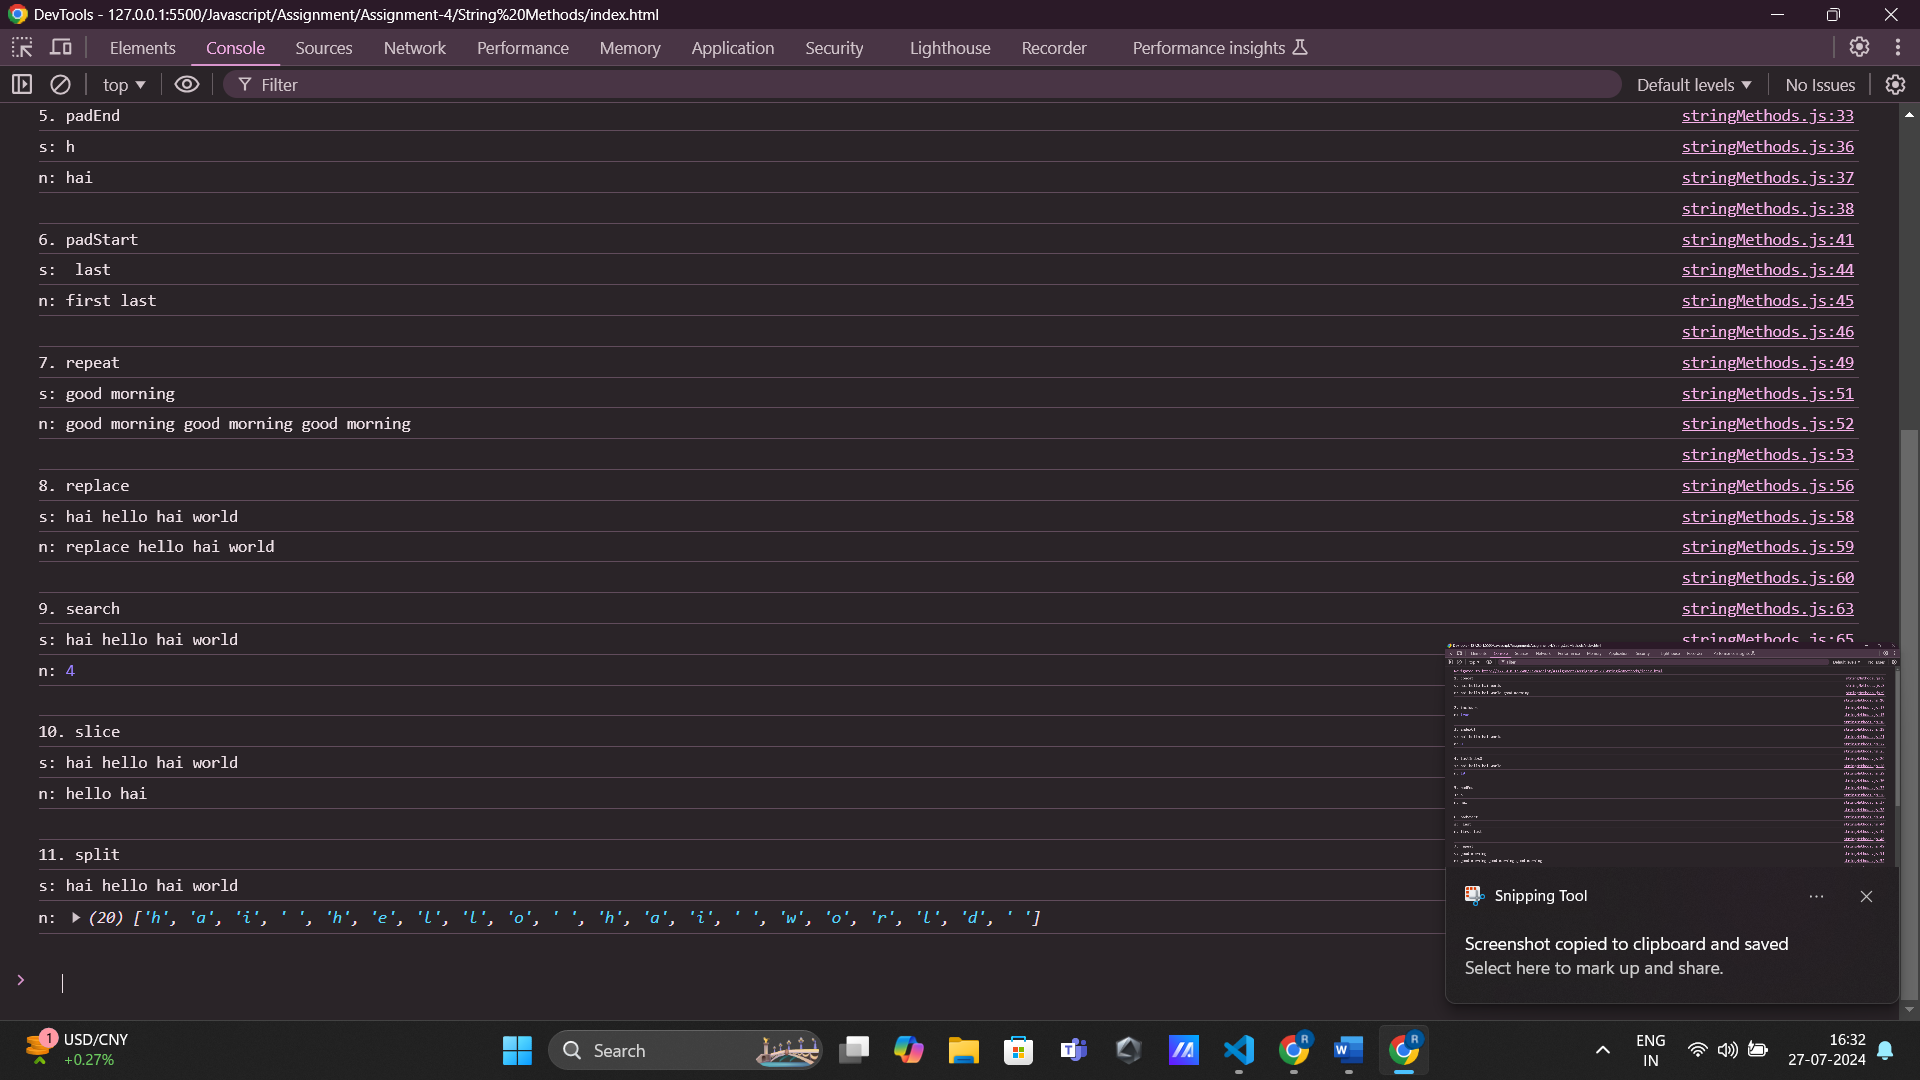 DevTools - 127.0.0.1:5500/Javascript/Assignment/Assignment-4/String%20Methods/index.html
Elements Console Sources Network Performance Memory Application Security Lighthouse Recorder Performance insights
top Filter Default levels No Issues
5. padEnd stringMethods.js:33
s: h stringMethods.js:36
n: hai stringMethods.js:37
stringMethods.js:38
6. padStart stringMethods.js:41
s:  last stringMethods.js:44
n: first last stringMethods.js:45
stringMethods.js:46
7. repeat stringMethods.js:49
s: good morning stringMethods.js:51
n: good morning good morning good morning stringMethods.js:52
stringMethods.js:53
8. replace stringMethods.js:56
s: hai hello hai world stringMethods.js:58
n: replace hello hai world stringMethods.js:59
stringMethods.js:60
9. search stringMethods.js:63
s: hai hello hai world stringMethods.js:65
n: 4
10. slice
s: hai hello hai world
n: hello hai
11. split
s: hai hello hai world
n: (20) ['h', 'a', 'i', ' ', 'h', 'e', 'l', 'l', 'o', ' ', 'h', 'a', 'i', ' ', 'w', 'o', 'r', 'l', 'd', ' ']
Snipping Tool
Screenshot copied to clipboard and saved
Select here to mark up and share.
1 USD/CNY
+0.27%
Search
ENG
IN
16:32
27-07-2024